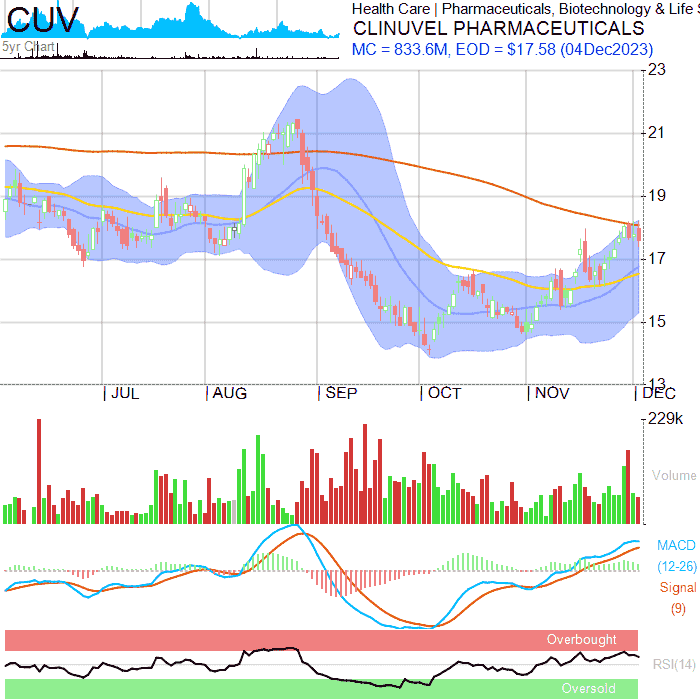 CUV
Health Care | Pharmaceuticals, Biotechnology & Life S
CLINUVEL PHARMACEUTICALS
5yr Chart
MC = 833.6M, EOD = $17.58 (04Dec2023)
23
21
19
17
15
13
JUL AUG SEP OCT NOV DEC
229k
Volume
MACD
(12-26)
Signal
(9)
Overbought
RSI(14)
Oversold